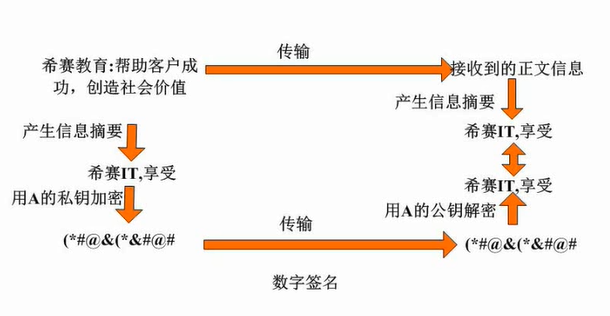 传输
希赛教育:帮助客户成
功，创造社会价值
接收到的正文信息
产生信息摘要
产生信息摘要
希赛IT,享受
希赛IT,享受
用A的私钥加密
希赛IT,享受
用A的公钥解密
传输
(*#@&(*&#@#
(*#@&(*&#@#
数字签名